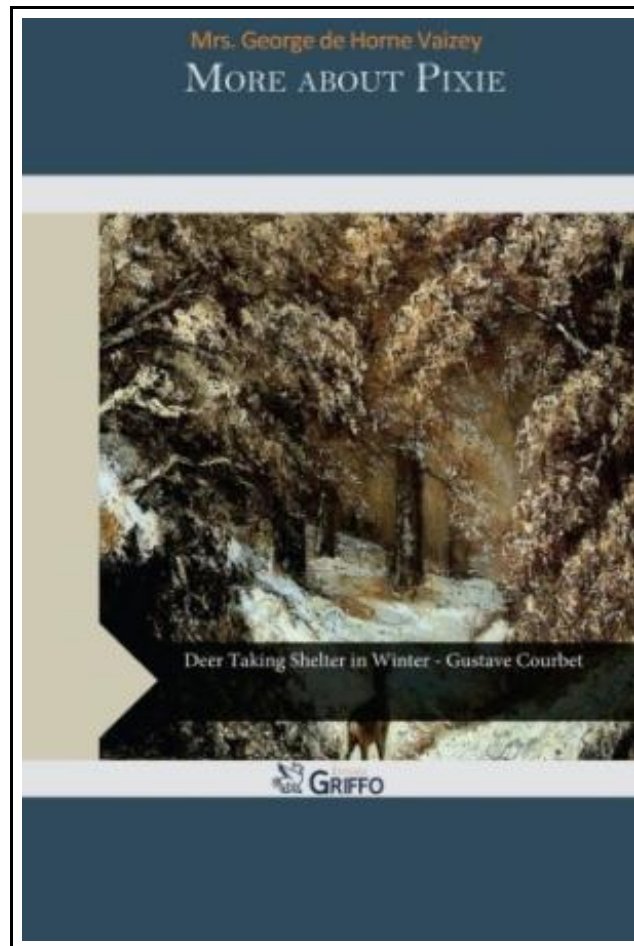 Mrs. George de Horne Vaizey
MORE ABOUT PIXIE
Deer Taking Shelter in Winter - Gustave Courbet
GRIFFO